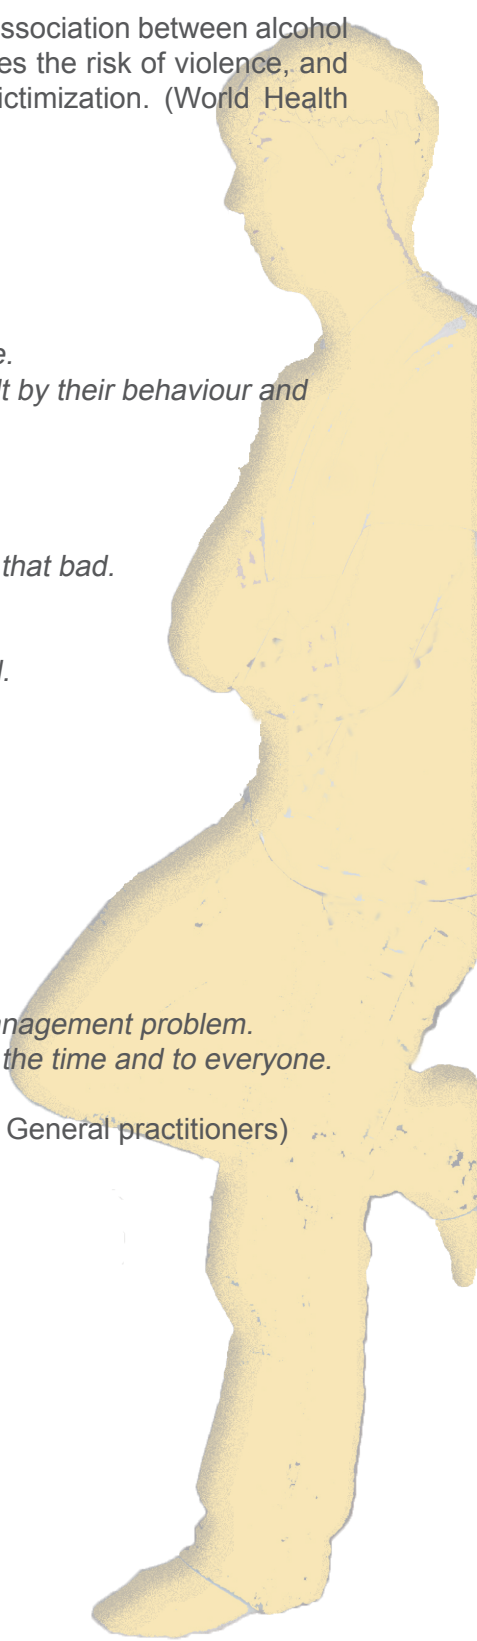 ssociation between alcohol
es the risk of violence, and
ictimization. (World Health
e.
lt by their behaviour and
that bad.
d.
nagement problem.
the time and to everyone.
General practitioners)